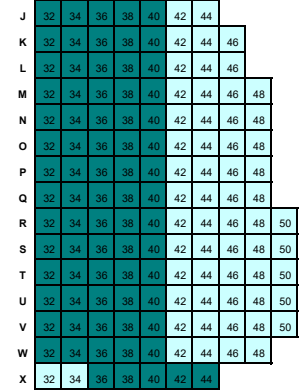 J 32 34 36 38 40 42 44
K 32 34 36 38 40 42 44 46
L 32 34 36 38 40 42 44 46
M 32 34 36 38 40 42 44 46 48
N 32 34 36 38 40 42 44 46 48
O 32 34 36 38 40 42 44 46 48
P 32 34 36 38 40 42 44 46 48
Q 32 34 36 38 40 42 44 46 48
R 32 34 36 38 40 42 44 46 48 50
S 32 34 36 38 40 42 44 46 48 50
T 32 34 36 38 40 42 44 46 48 50
U 32 34 36 38 40 42 44 46 48 50
V 32 34 36 38 40 42 44 46 48 50
W 32 34 36 38 40 42 44 46 48
X 32 34 36 38 40 42 44